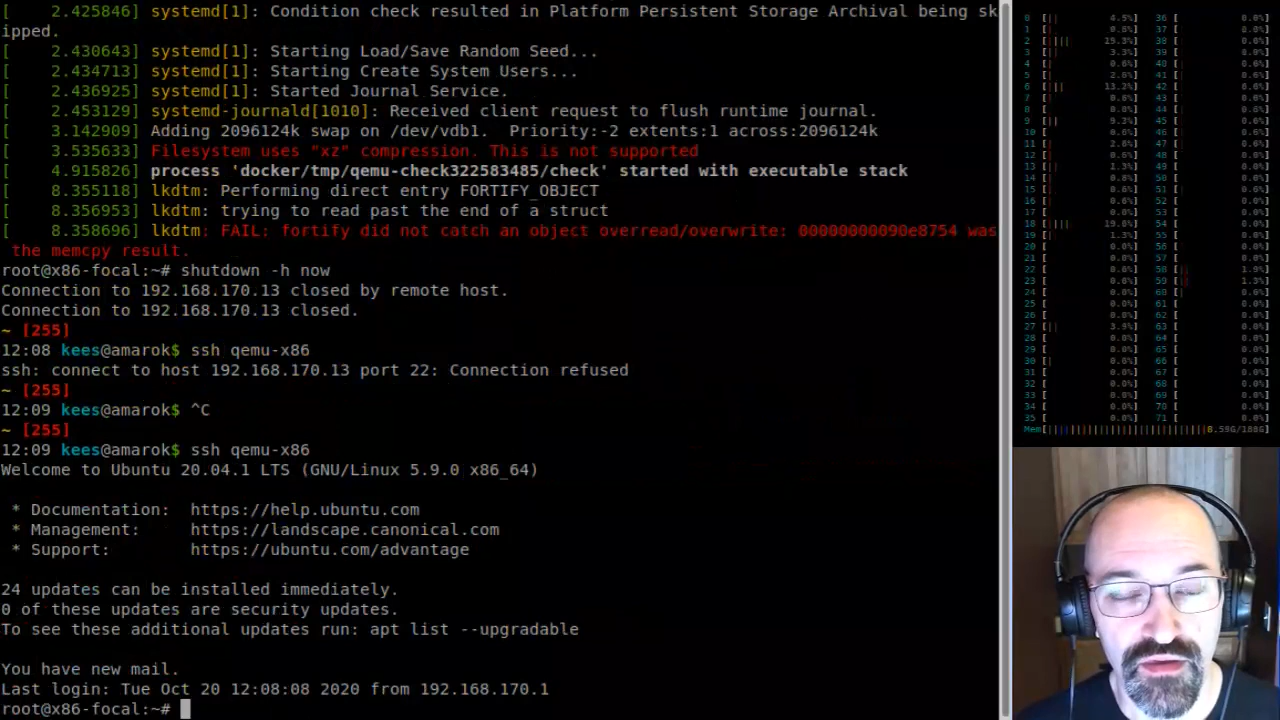 [    2.425846] systemd[1]: Condition check resulted in Platform Persistent Storage Archival being sk
ipped.
[    2.430643] systemd[1]: Starting Load/Save Random Seed...
[    2.434713] systemd[1]: Starting Create System Users...
[    2.436925] systemd[1]: Started Journal Service.
[    2.453129] systemd-journald[1010]: Received client request to flush runtime journal.
[    3.142909] Adding 2096124k swap on /dev/vdb1.  Priority:-2 extents:1 across:2096124k
[    3.535633] Filesystem uses "xz" compression. This is not supported
[    4.915826] process 'docker/tmp/qemu-check322583485/check' started with executable stack
[    8.355118] lkdtm: Performing direct entry FORTIFY_OBJECT
[    8.356953] lkdtm: trying to read past the end of a struct
[    8.358696] lkdtm: FAIL: fortify did not catch an object overread/overwrite: 00000000090e8754 was
 the memcpy result.
root@x86-focal:~# shutdown -h now
Connection to 192.168.170.13 closed by remote host.
Connection to 192.168.170.13 closed.
~ [255]
12:08 kees@amarok$ ssh qemu-x86
ssh: connect to host 192.168.170.13 port 22: Connection refused
~ [255]
12:09 kees@amarok$ ^C
~ [255]
12:09 kees@amarok$ ssh qemu-x86
Welcome to Ubuntu 20.04.1 LTS (GNU/Linux 5.9.0 x86_64)
 * Documentation:  https://help.ubuntu.com
 * Management:     https://landscape.canonical.com
 * Support:        https://ubuntu.com/advantage
24 updates can be installed immediately.
0 of these updates are security updates.
To see these additional updates run: apt list --upgradable
You have new mail.
Last login: Tue Oct 20 12:08:08 2020 from 192.168.170.1
root@x86-focal:~#